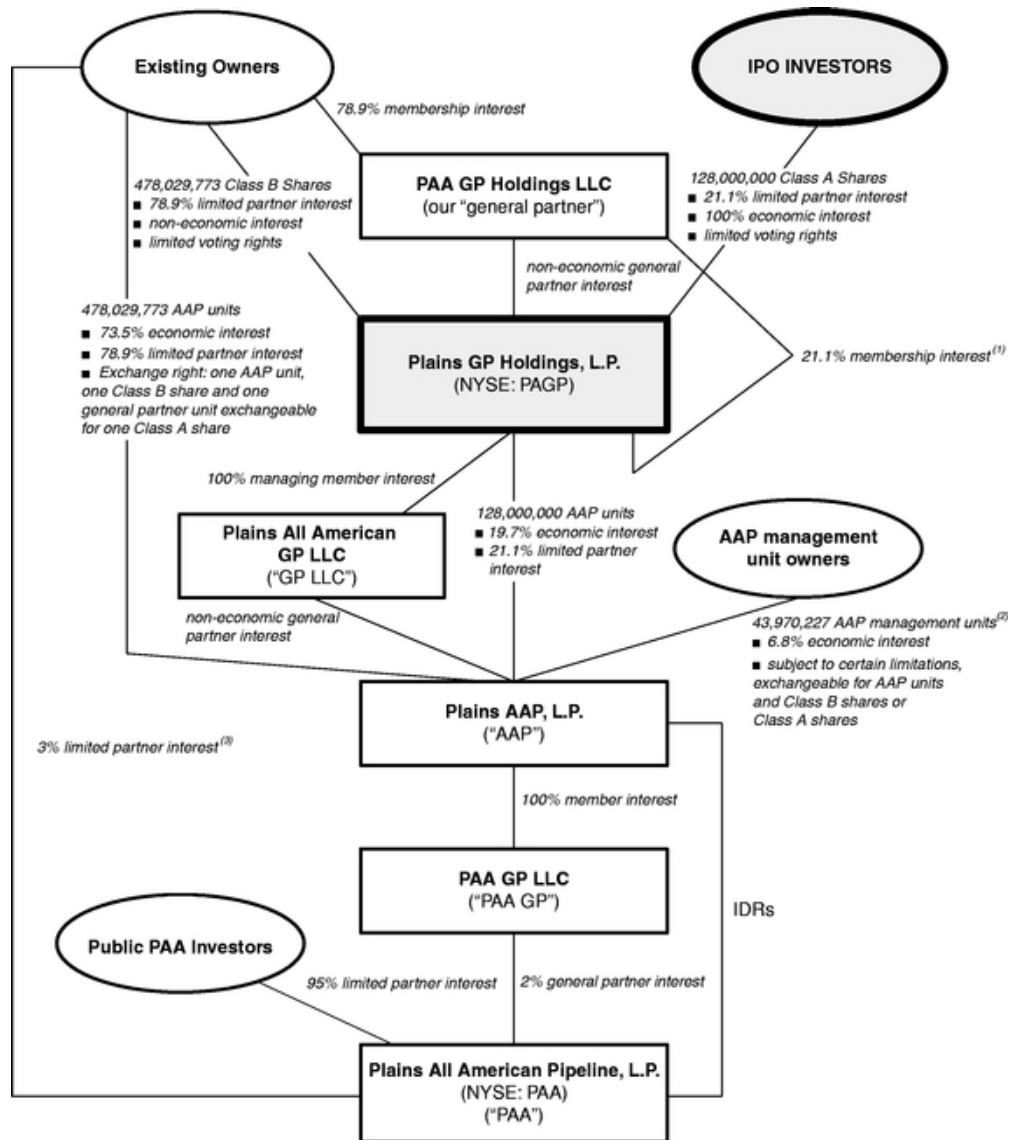 Existing Owners
IPO INVESTORS
78.9% membership interest
PAA GP Holdings LLC
(our “general partner”)
478,029,773 Class B Shares
■ 78.9% limited partner interest
■ non-economic interest
■ limited voting rights
128,000,000 Class A Shares
■ 21.1% limited partner interest
■ 100% economic interest
■ limited voting rights
non-economic general
partner interest
478,029,773 AAP units
■ 73.5% economic interest
■ 78.9% limited partner interest
■ Exchange right: one AAP unit,
one Class B share and one
general partner unit exchangeable
for one Class A share
Plains GP Holdings, L.P.
(NYSE: PAGP)
21.1% membership interest(1)
100% managing member interest
Plains All American
GP LLC
(“GP LLC”)
128,000,000 AAP units
■ 19.7% economic interest
■ 21.1% limited partner
interest
AAP management
unit owners
non-economic general
partner interest
43,970,227 AAP management units(2)
■ 6.8% economic interest
■ subject to certain limitations,
exchangeable for AAP units
and Class B shares or
Class A shares
Plains AAP, L.P.
(“AAP”)
3% limited partner interest(3)
100% member interest
PAA GP LLC
(“PAA GP”)
IDRs
Public PAA Investors
95% limited partner interest
2% general partner interest
Plains All American Pipeline, L.P.
(NYSE: PAA)
(“PAA”)